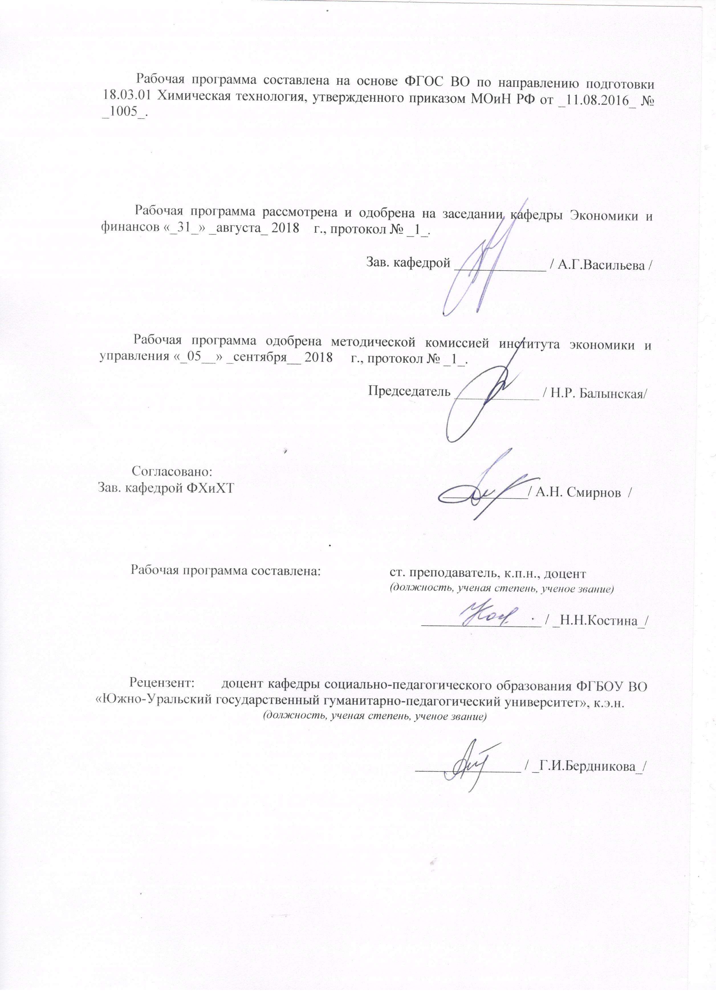 Рабочая программа составлена на основе ФГОС ВО по направлению подготовки
18.03.01 Химическая технология, утвержденного приказом МОиН РФ от _11.08.2016_ №
_1005_.
Рабочая программа рассмотрена и одобрена на заседании кафедры Экономики и
финансов «_31_» _августа_ 2018 г., протокол № _1_.
Зав. кафедрой _____________ / А.Г.Васильева /
Рабочая программа одобрена методической комиссией института экономики и
управления «_05__» _сентября__ 2018 г., протокол № _1_.
Председатель ____________ / Н.Р. Балынская/
Согласовано:
Зав. кафедрой ФХиХТ ____________/ А.Н. Смирнов /
Рабочая программа составлена: ст. преподаватель, к.п.н., доцент
(должность, ученая степень, ученое звание)
_________________ / _Н.Н.Костина_/
Рецензент: доцент кафедры социально-педагогического образования ФГБОУ ВО
«Южно-Уральский государственный гуманитарно-педагогический университет», к.э.н.
(должность, ученая степень, ученое звание)
_______________ / _Г.И.Бердникова_/